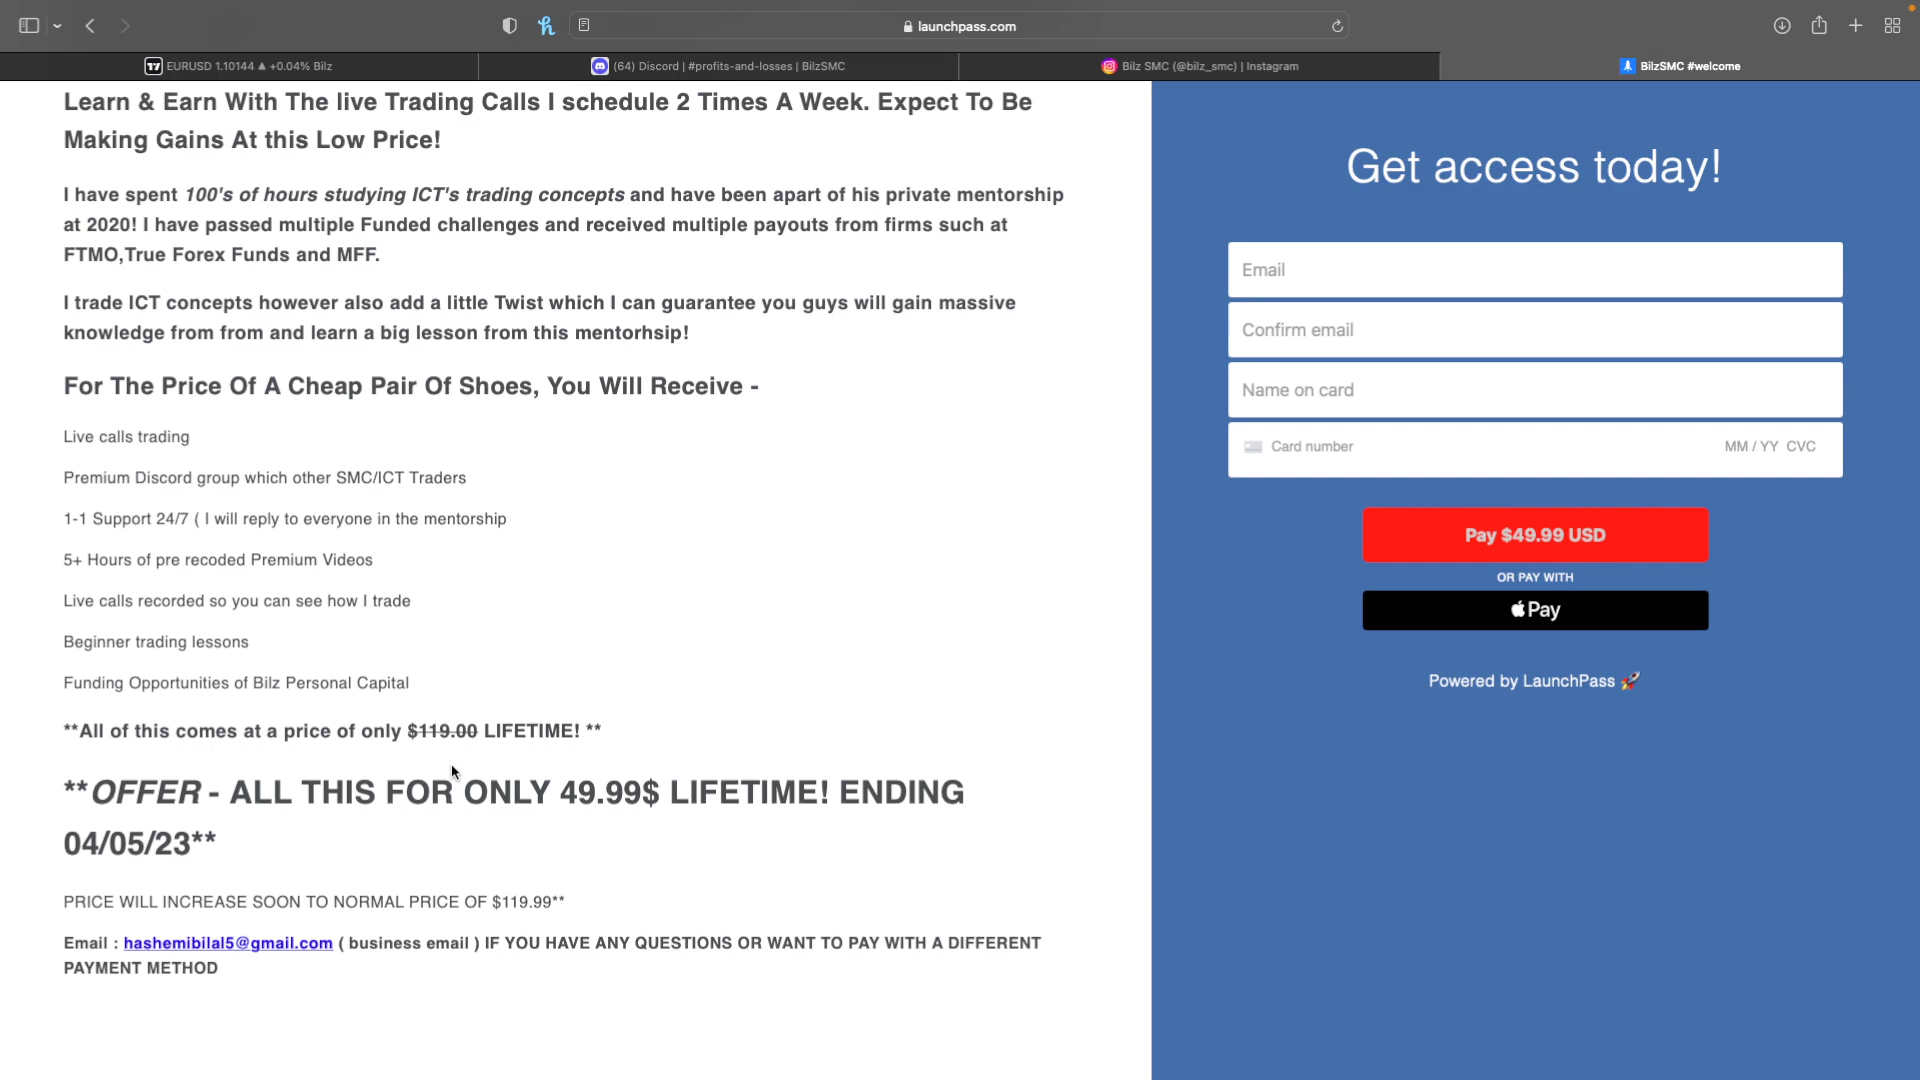 launchpass.com
EURUSD 1.10144 ▲ +0.04% Bilz
(64) Discord | #profits-and-losses | BilzSMC
Bilz SMC (@bilz_smc) | Instagram
BilzSMC #welcome
Learn & Earn With The live Trading Calls I schedule 2 Times A Week. Expect To Be
Making Gains At this Low Price!
I have spent 100's of hours studying ICT's trading concepts and have been apart of his private mentorship
at 2020! I have passed multiple Funded challenges and received multiple payouts from firms such at
FTMO,True Forex Funds and MFF.
I trade ICT concepts however also add a little Twist which I can guarantee you guys will gain massive
knowledge from from and learn a big lesson from this mentorhsip!
For The Price Of A Cheap Pair Of Shoes, You Will Receive -
Live calls trading
Premium Discord group which other SMC/ICT Traders
1-1 Support 24/7 ( I will reply to everyone in the mentorship
5+ Hours of pre recoded Premium Videos
Live calls recorded so you can see how I trade
Beginner trading lessons
Funding Opportunities of Bilz Personal Capital
**All of this comes at a price of only $119.00 LIFETIME! **
**OFFER - ALL THIS FOR ONLY 49.99$ LIFETIME! ENDING
04/05/23**
PRICE WILL INCREASE SOON TO NORMAL PRICE OF $119.99**
Email : hashemibilal5@gmail.com ( business email ) IF YOU HAVE ANY QUESTIONS OR WANT TO PAY WITH A DIFFERENT
PAYMENT METHOD
Get access today!
Email
Confirm email
Name on card
Card number MM / YY CVC
Pay $49.99 USD
OR PAY WITH
Pay
Powered by LaunchPass 🚀